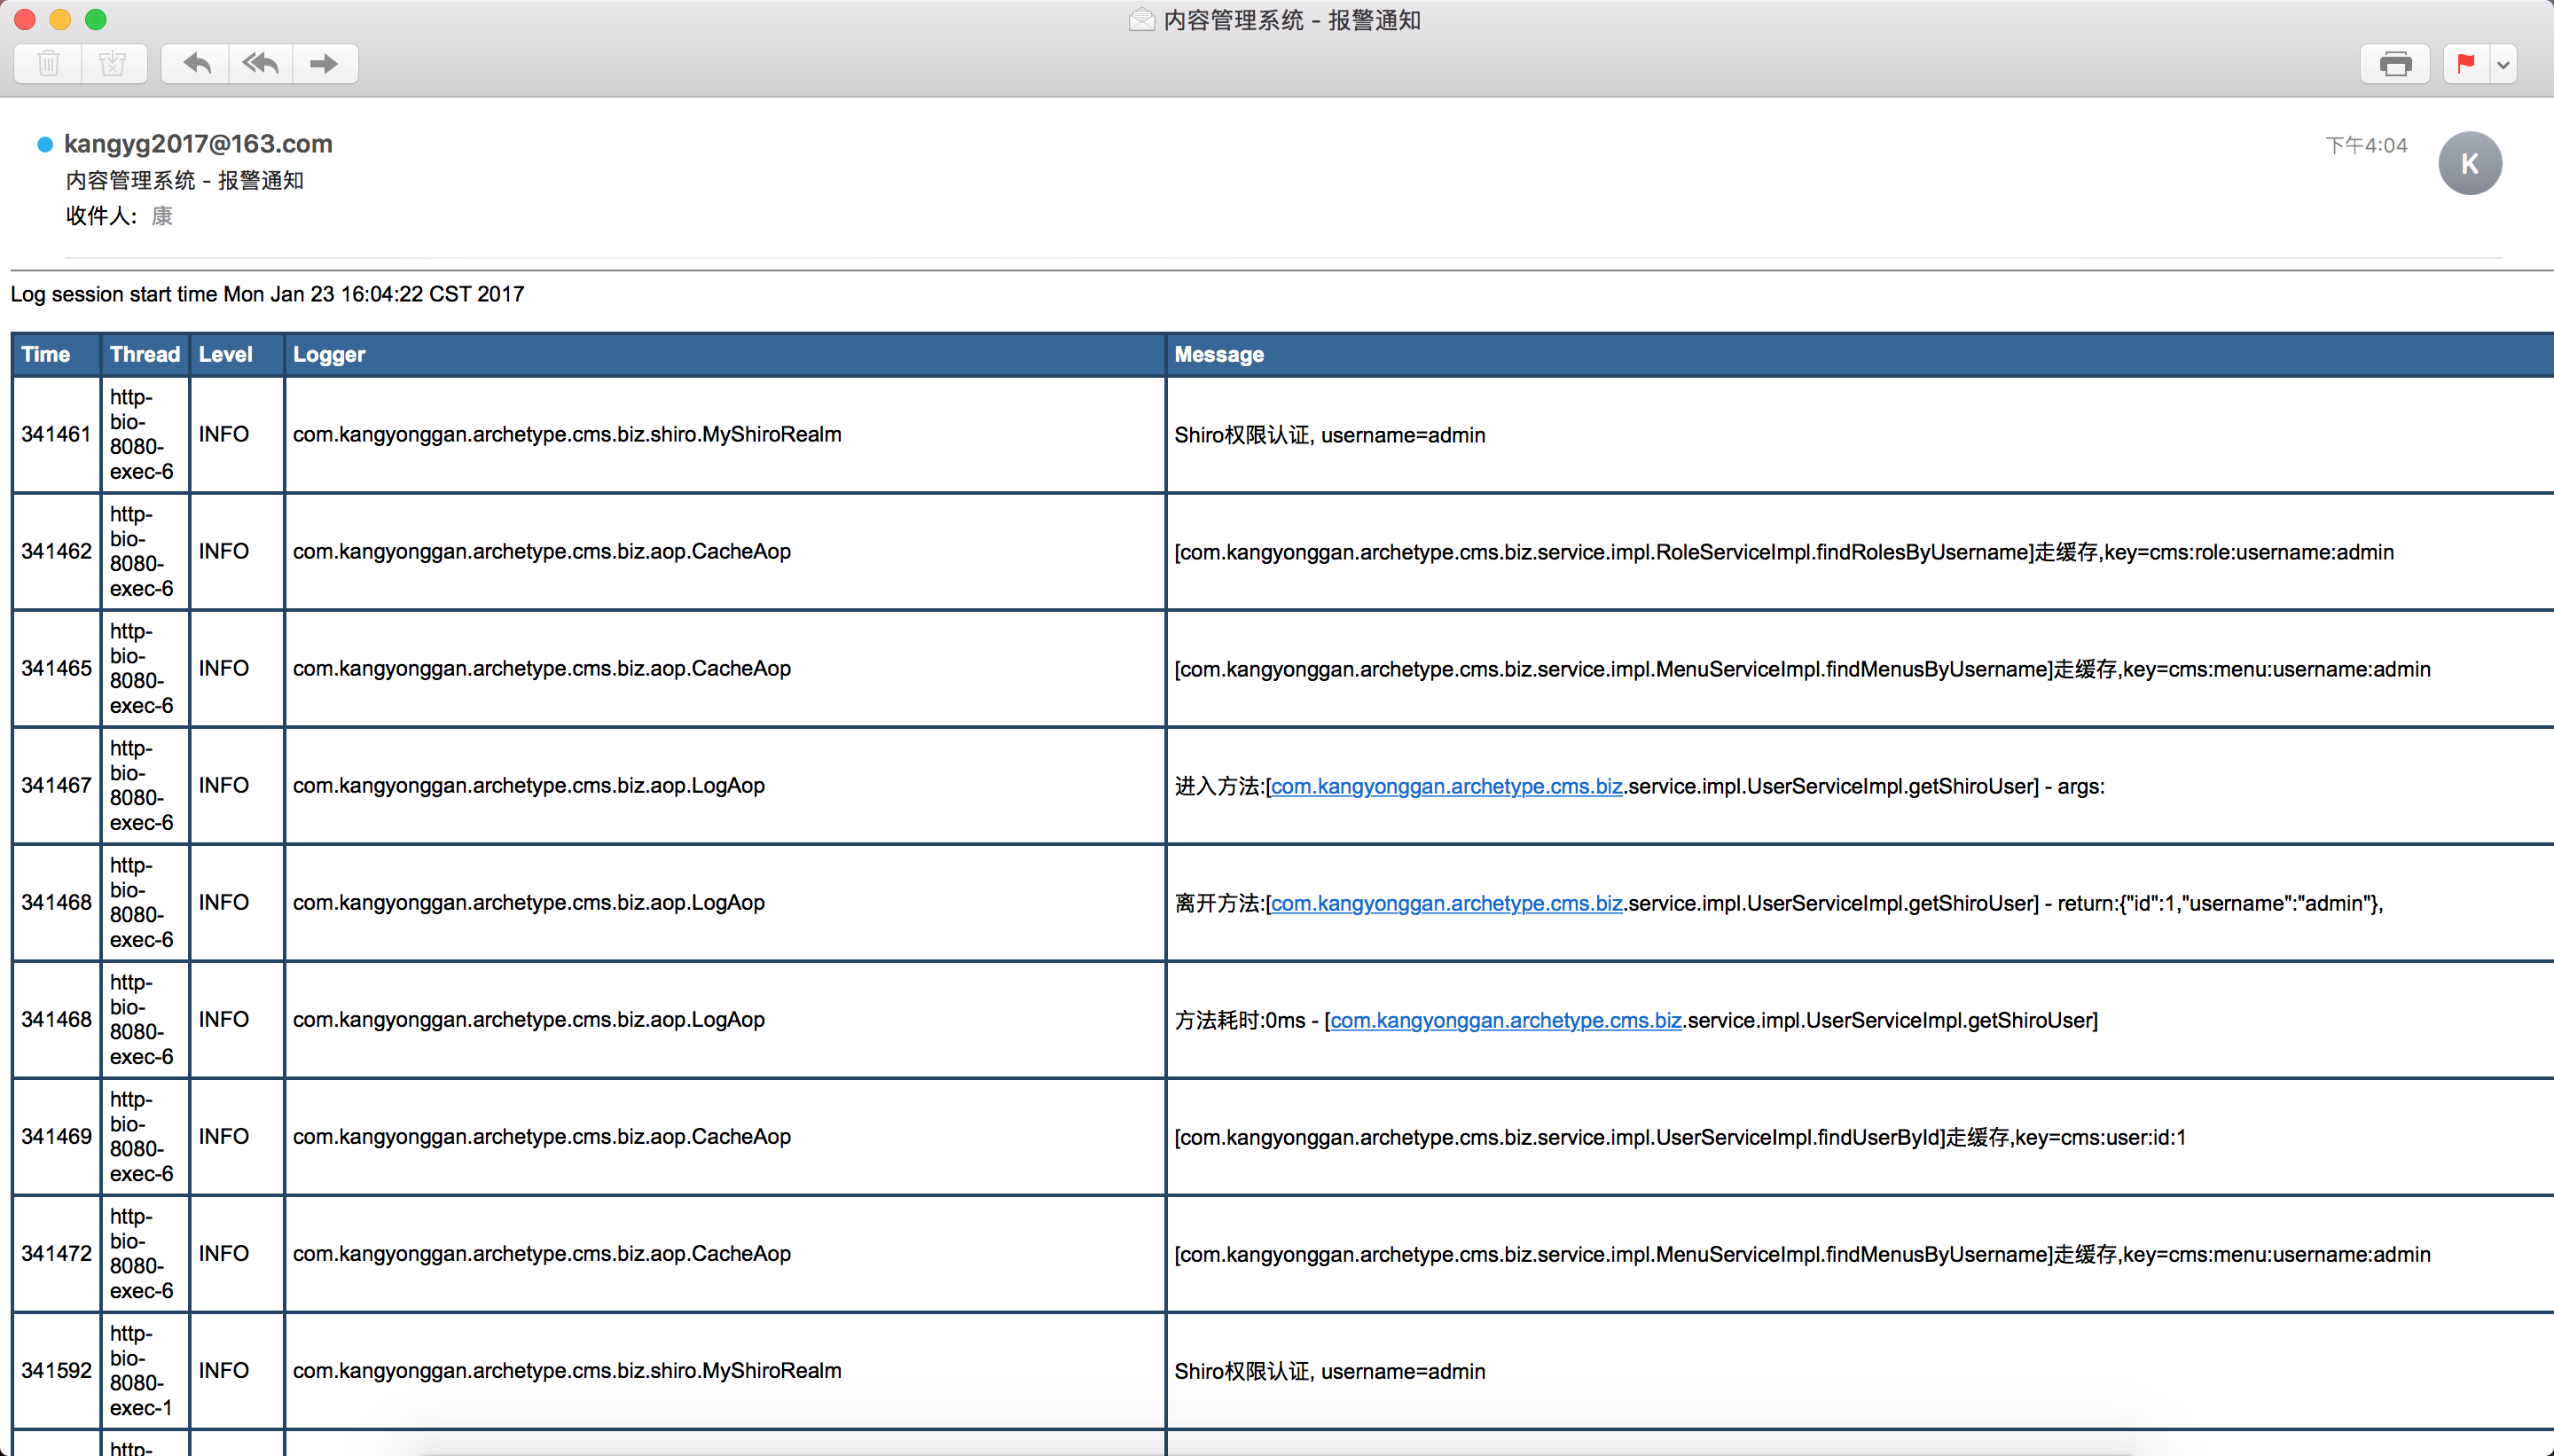 内容管理系统 - 报警通知
kangyg2017@163.com
下午4:04
K
内容管理系统 - 报警通知
收件人: 康
Log session start time Mon Jan 23 16:04:22 CST 2017
Time Thread Level Logger Message
341461 http-bio-8080-exec-6 INFO com.kangyonggan.archetype.cms.biz.shiro.MyShiroRealm Shiro权限认证, username=admin
341462 http-bio-8080-exec-6 INFO com.kangyonggan.archetype.cms.biz.aop.CacheAop [com.kangyonggan.archetype.cms.biz.service.impl.RoleServiceImpl.findRolesByUsername]走缓存,key=cms:role:username:admin
341465 http-bio-8080-exec-6 INFO com.kangyonggan.archetype.cms.biz.aop.CacheAop [com.kangyonggan.archetype.cms.biz.service.impl.MenuServiceImpl.findMenusByUsername]走缓存,key=cms:menu:username:admin
341467 http-bio-8080-exec-6 INFO com.kangyonggan.archetype.cms.biz.aop.LogAop 进入方法:[com.kangyonggan.archetype.cms.biz.service.impl.UserServiceImpl.getShiroUser] - args:
341468 http-bio-8080-exec-6 INFO com.kangyonggan.archetype.cms.biz.aop.LogAop 离开方法:[com.kangyonggan.archetype.cms.biz.service.impl.UserServiceImpl.getShiroUser] - return:{"id":1,"username":"admin"},
341468 http-bio-8080-exec-6 INFO com.kangyonggan.archetype.cms.biz.aop.LogAop 方法耗时:0ms - [com.kangyonggan.archetype.cms.biz.service.impl.UserServiceImpl.getShiroUser]
341469 http-bio-8080-exec-6 INFO com.kangyonggan.archetype.cms.biz.aop.CacheAop [com.kangyonggan.archetype.cms.biz.service.impl.UserServiceImpl.findUserById]走缓存,key=cms:user:id:1
341472 http-bio-8080-exec-6 INFO com.kangyonggan.archetype.cms.biz.aop.CacheAop [com.kangyonggan.archetype.cms.biz.service.impl.MenuServiceImpl.findMenusByUsername]走缓存,key=cms:menu:username:admin
341592 http-bio-8080-exec-1 INFO com.kangyonggan.archetype.cms.biz.shiro.MyShiroRealm Shiro权限认证, username=admin
http-